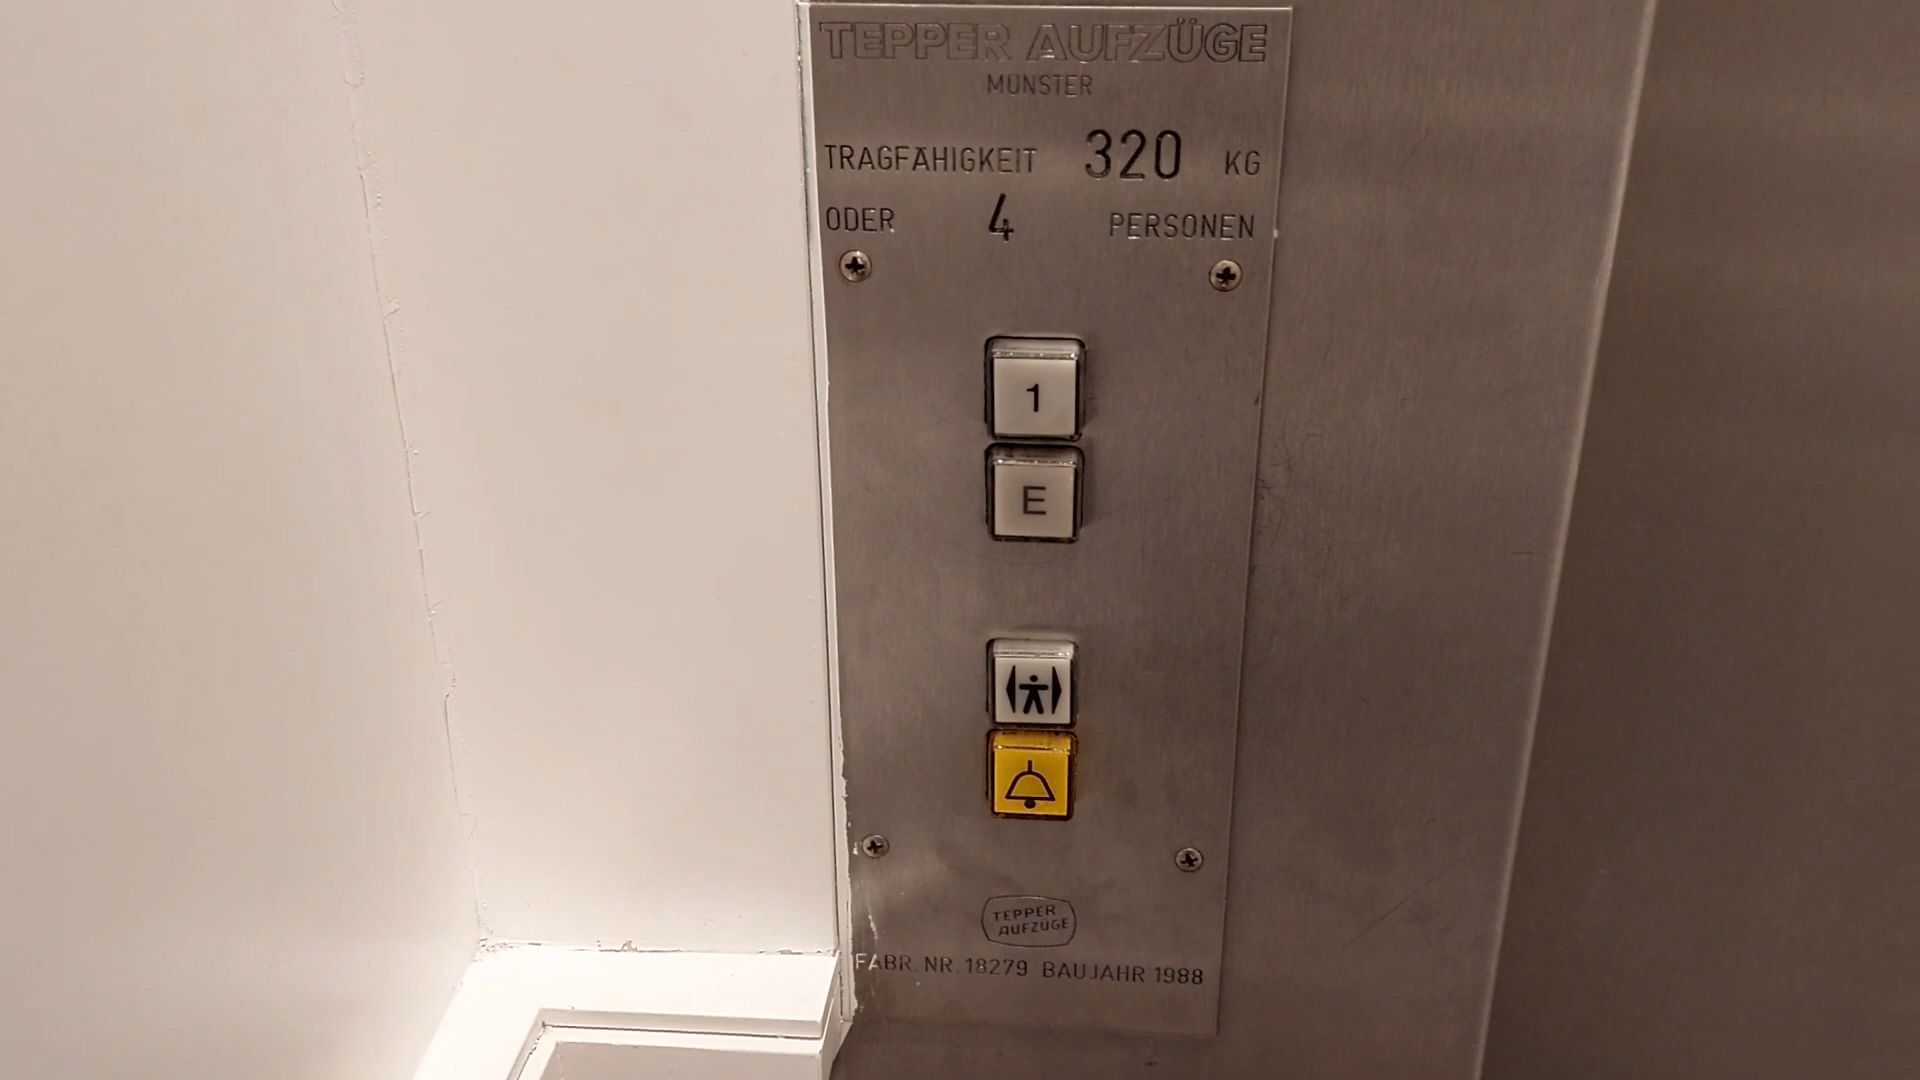 TEPPER AUFZÜGE
MÜNSTER
TRAGFÄHIGKEIT 320 KG
ODER 4 PERSONEN
1
E
TEPPER
AUFZÜGE
FABR. NR. 18279 BAUJAHR 1988